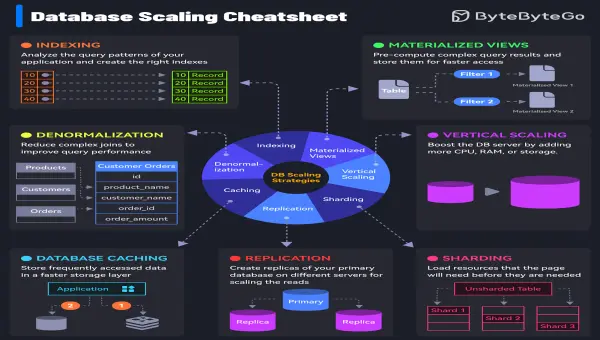 Database Scaling Cheatsheet
ByteByteGo
INDEXING
Analyze the query patterns of your
application and create the right indexes
10
20
30
40
10 Record
20 Record
30 Record
40 Record
MATERIALIZED VIEWS
Pre-compute complex query results and
store them for faster access
Table
Filter 1
Materialized View 1
Filter 2
Materialized View 2
DENORMALIZATION
Reduce complex joins to
improve query performance
Products
Customers
Orders
Customer Orders
id
product_name
customer_name
order_id
order_amount
Indexing
Materialized
Views
Vertical
Scaling
Sharding
Replication
Caching
Denormal-
ization
DB Scaling
Strategies
VERTICAL SCALING
Boost the DB server by adding
more CPU, RAM, or storage.
DATABASE CACHING
Store frequently accessed data
in a faster storage layer
Application
2
1
REPLICATION
Create replicas of your primary
database on different servers for
scaling the reads
Primary
Replica
Replica
SHARDING
Load resources that the page
will need before they are needed
Unsharded Table
Shard 1
Shard 2
Shard 3